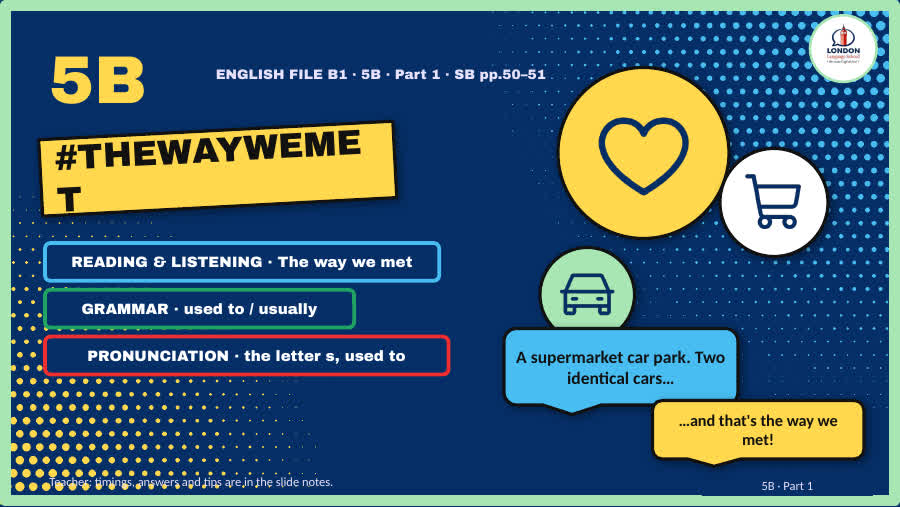 5B
ENGLISH FILE B1 · 5B · Part 1 · SB pp.50–51
LONDON
Language School
#THEWAYWEME
T
READING & LISTENING · The way we met
GRAMMAR · used to / usually
PRONUNCIATION · the letter s, used to
A supermarket car park. Two
identical cars...
...and that's the way we
met!
Teacher: timings, answers and tips are in the slide notes.
5B · Part 1